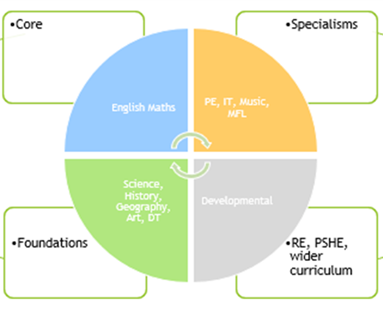 •Core
•Specialisms
English Maths
PE, IT, Music,
MFL
Science,
History,
Geography,
Art, DT
Developmental
•Foundations
•RE, PSHE,
wider
curriculum